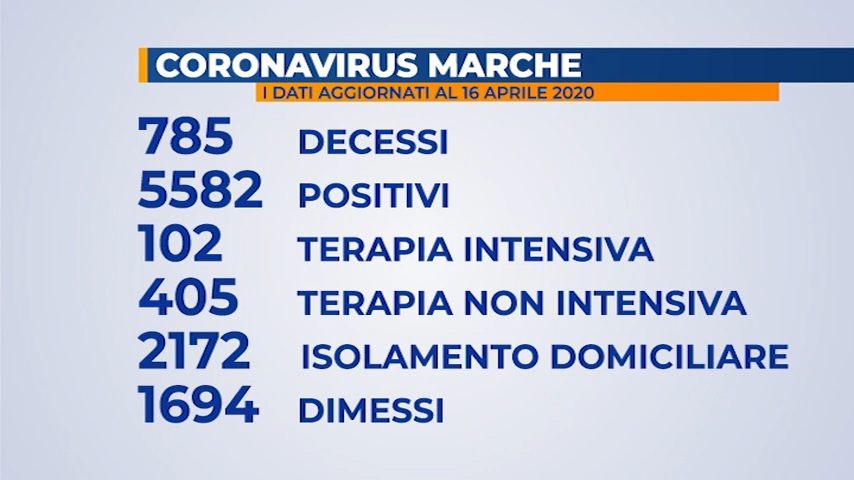 CORONAVIRUS MARCHE
I DATI AGGIORNATI AL 16 APRILE 2020
785 DECESSI
5582 POSITIVI
102 TERAPIA INTENSIVA
405 TERAPIA NON INTENSIVA
2172 ISOLAMENTO DOMICILIARE
1694 DIMESSI